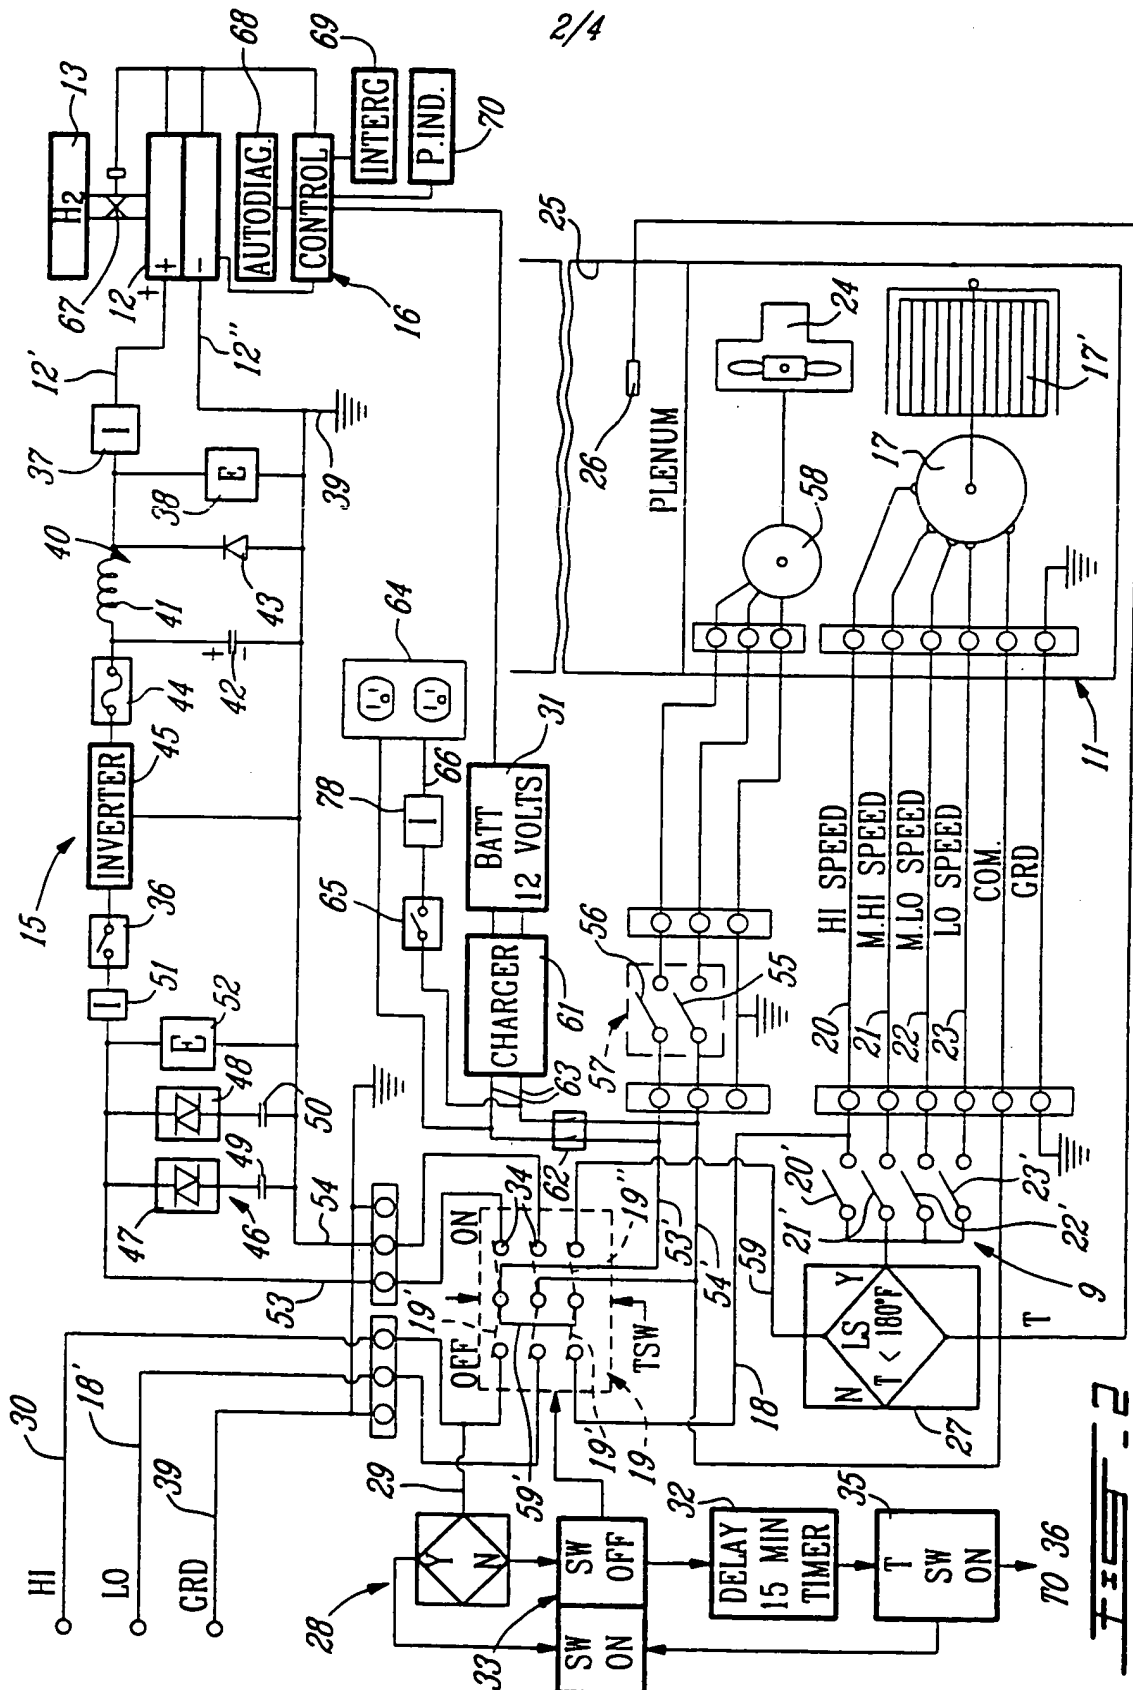 2/4
H2
13
67
12
+
+
-
12'
12"
AUTODIAG.
68
CONTROL
16
INTERG
69
P.IND.
70
I
37
E
38
39
40
41
43
42
+
-
44
INVERTER
45
15
36
I
51
E
52
48
50
47
49
46
54
53
64
66
I
78
65
BATT
12 VOLTS
31
CHARGER
61
63
62
25
26
PLENUM
24
58
17
17'
11
56
55
57
HI SPEED
M.HI SPEED
M.LO SPEED
LO SPEED
COM.
GRD
20
21
22
23
20'
21'
22'
23'
9
ON
OFF
34
19'
19"
TSW
53'
54'
59
18
59'
19'
19
N
Y
LS
T < 180°F
T
27
HI
LO
GRD
30
18'
39
29
28
Y
N
33
SW
ON
SW
OFF
DELAY
15 MIN
TIMER
32
T
SW
ON
35
TO 36
FIG-2